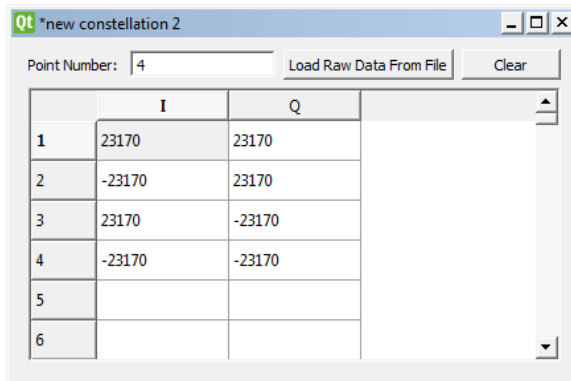 Qt *new constellation 2
Point Number: 4 Load Raw Data From File Clear
I Q
1 23170 23170
2 -23170 23170
3 23170 -23170
4 -23170 -23170
5
6